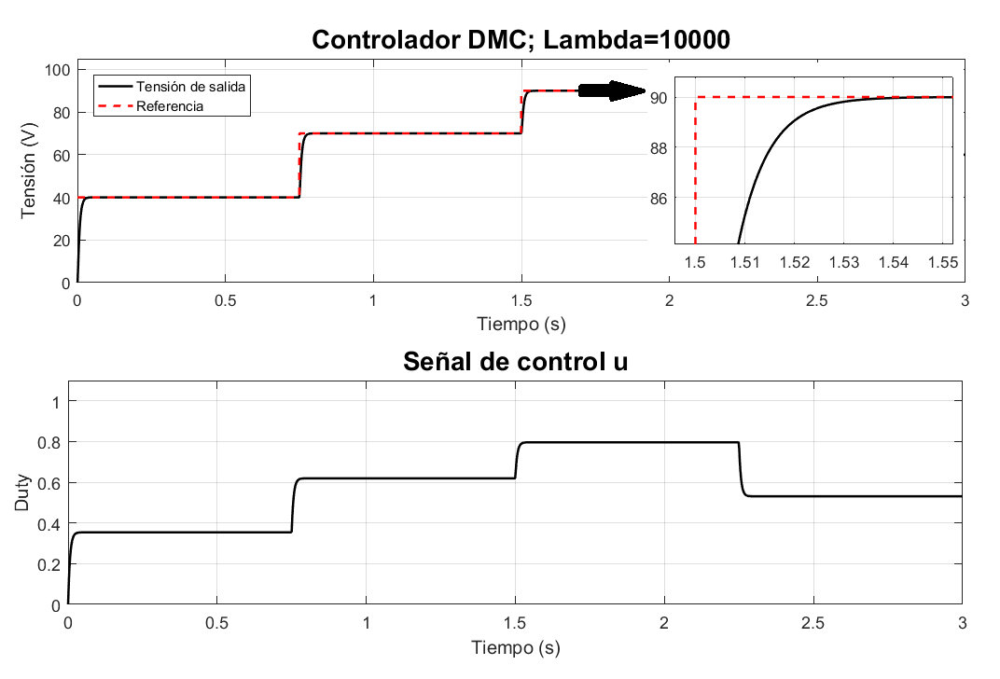 Controlador DMC; Lambda=10000
Tensión (V)
100
80
60
40
20
0
Tensión de salida
Referencia
90
88
86
1.5 1.51 1.52 1.53 1.54 1.55
0 0.5 1 1.5 2 2.5 3
Tiempo (s)
Señal de control u
Duty
1
0.8
0.6
0.4
0.2
0
0 0.5 1 1.5 2 2.5 3
Tiempo (s)